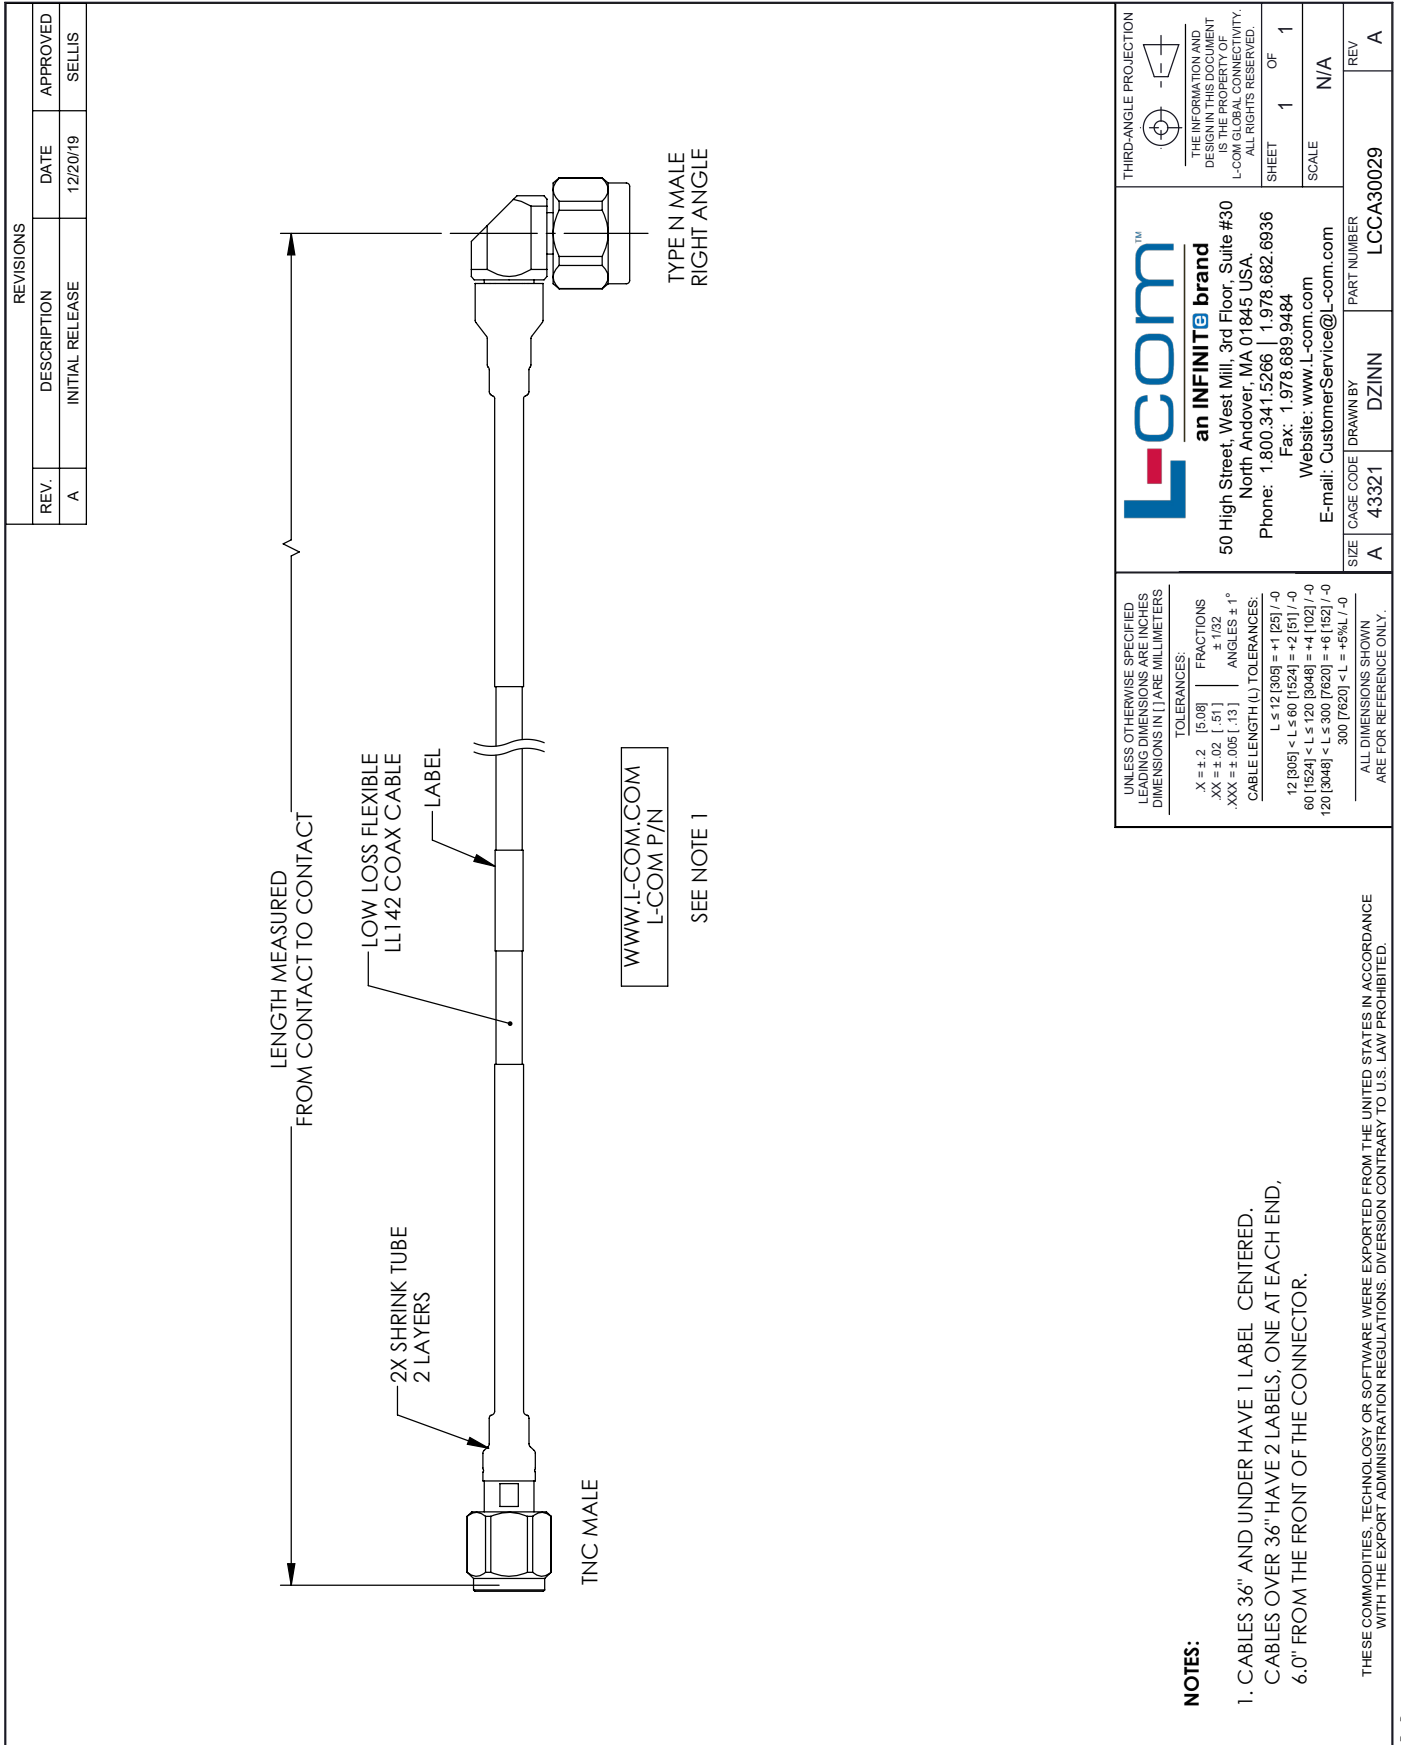 REVISIONS
REV. DESCRIPTION DATE APPROVED
A INITIAL RELEASE 12/20/19 SELLIS
LENGTH MEASURED
FROM CONTACT TO CONTACT
2X SHRINK TUBE
2 LAYERS
LOW LOSS FLEXIBLE
LL142 COAX CABLE
LABEL
TNC MALE
TYPE N MALE
RIGHT ANGLE
WWW.L-COM.COM
L-COM P/N
SEE NOTE 1
NOTES:
1. CABLES 36" AND UNDER HAVE 1 LABEL CENTERED.
CABLES OVER 36" HAVE 2 LABELS, ONE AT EACH END,
6.0" FROM THE FRONT OF THE CONNECTOR.
THESE COMMODITIES, TECHNOLOGY OR SOFTWARE WERE EXPORTED FROM THE UNITED STATES IN ACCORDANCE
WITH THE EXPORT ADMINISTRATION REGULATIONS. DIVERSION CONTRARY TO U.S. LAW PROHIBITED.
UNLESS OTHERWISE SPECIFIED
LEADING DIMENSIONS ARE INCHES
DIMENSIONS IN [ ] ARE MILLIMETERS
TOLERANCES:
.X = ±.2 [5.08] FRACTIONS
.XX = ±.02 [ .51 ] ± 1/32
.XXX = ±.005 [ .13 ] ANGLES ± 1°
CABLE LENGTH (L) TOLERANCES:
L ≤ 12 [305] = +1 [25] / -0
12 [305] < L ≤ 60 [1524] = +2 [51] / -0
60 [1524] < L ≤ 120 [3048] = +4 [102] / -0
120 [3048] < L ≤ 300 [7620] = +6 [152] / -0
300 [7620] < L = +5%L / -0
ALL DIMENSIONS SHOWN
ARE FOR REFERENCE ONLY.
L-com™
an INFINITe brand
50 High Street, West Mill, 3rd Floor, Suite #30
North Andover, MA 01845 USA.
Phone: 1.800.341.5266 | 1.978.682.6936
Fax: 1.978.689.9484
Website: www.L-com.com
E-mail: CustomerService@L-com.com
THIRD-ANGLE PROJECTION
THE INFORMATION AND
DESIGN IN THIS DOCUMENT
IS THE PROPERTY OF
L-COM GLOBAL CONNECTIVITY.
ALL RIGHTS RESERVED.
SHEET 1 OF 1
SCALE N/A
SIZE CAGE CODE DRAWN BY PART NUMBER REV
A 43321 DZINN LCCA30029 A